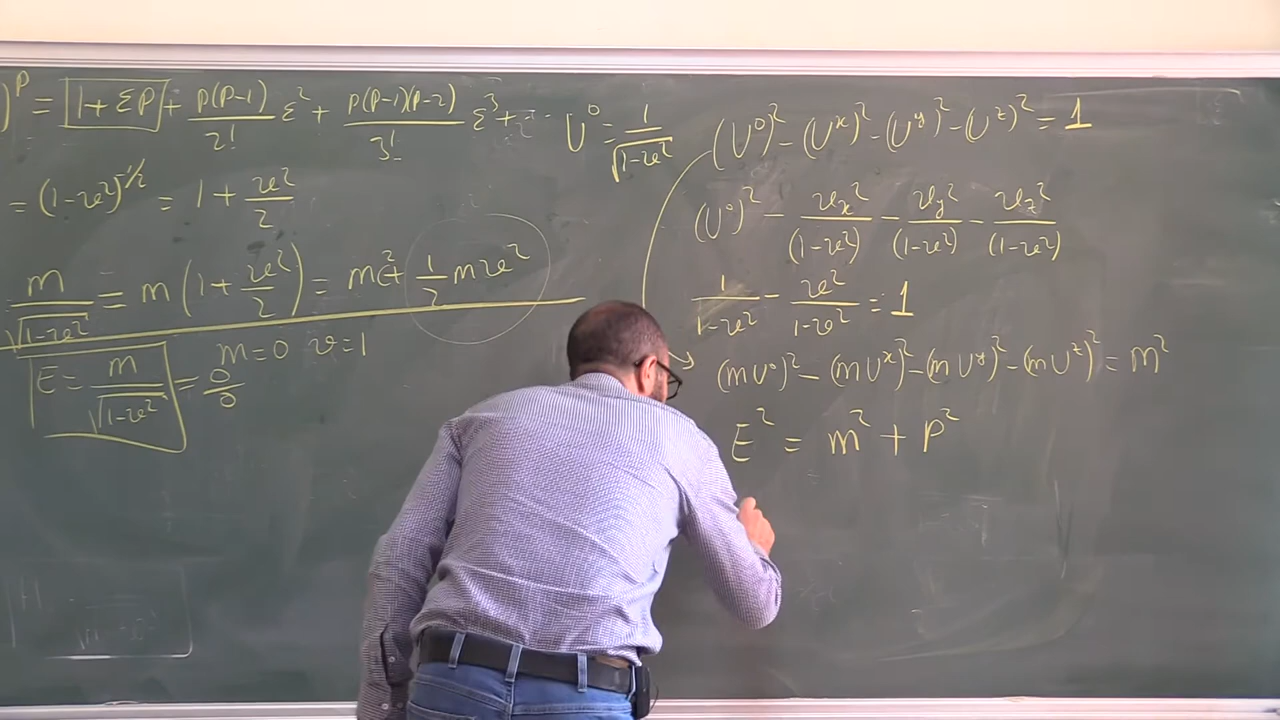 )^p = 1 + εp + p(p-1)/2! ε² + p(p-1)(p-2)/3! ε³ + ...
= (1-v²)^-1/2 = 1 + v²/2
m/√(1-v²) = m(1 + v²/2) = mc² + 1/2 mv²
E = m/√(1-v²) = 0/0
m=0 v=1
U⁰ = 1/√(1-v²)
(U⁰)² - (Uˣ)² - (Uʸ)² - (Uᶻ)² = 1
(U⁰)² - vₓ²/(1-v²) - v_y²/(1-v²) - v_z²/(1-v²)
1/(1-v²) - v²/(1-v²) = 1
(mU⁰)² - (mUˣ)² - (mUʸ)² - (mUᶻ)² = m²
E² = m² + P²